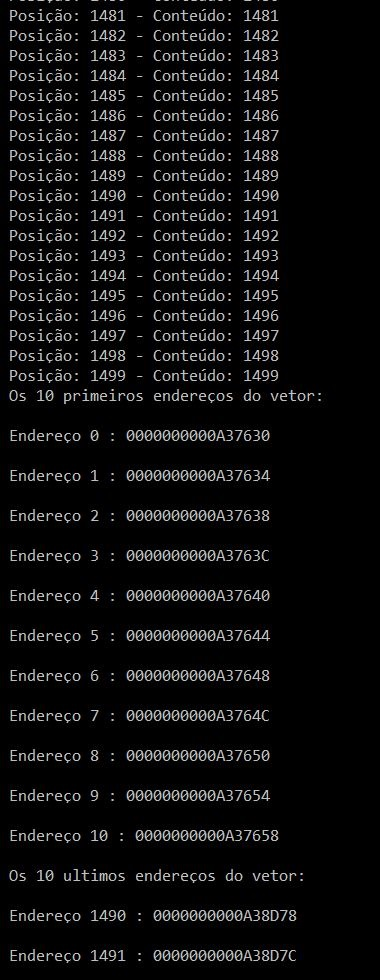 Posição: 1481 - Conteúdo: 1481
Posição: 1482 - Conteúdo: 1482
Posição: 1483 - Conteúdo: 1483
Posição: 1484 - Conteúdo: 1484
Posição: 1485 - Conteúdo: 1485
Posição: 1486 - Conteúdo: 1486
Posição: 1487 - Conteúdo: 1487
Posição: 1488 - Conteúdo: 1488
Posição: 1489 - Conteúdo: 1489
Posição: 1490 - Conteúdo: 1490
Posição: 1491 - Conteúdo: 1491
Posição: 1492 - Conteúdo: 1492
Posição: 1493 - Conteúdo: 1493
Posição: 1494 - Conteúdo: 1494
Posição: 1495 - Conteúdo: 1495
Posição: 1496 - Conteúdo: 1496
Posição: 1497 - Conteúdo: 1497
Posição: 1498 - Conteúdo: 1498
Posição: 1499 - Conteúdo: 1499
Os 10 primeiros endereços do vetor:
Endereço 0 : 0000000000A37630
Endereço 1 : 0000000000A37634
Endereço 2 : 0000000000A37638
Endereço 3 : 0000000000A3763C
Endereço 4 : 0000000000A37640
Endereço 5 : 0000000000A37644
Endereço 6 : 0000000000A37648
Endereço 7 : 0000000000A3764C
Endereço 8 : 0000000000A37650
Endereço 9 : 0000000000A37654
Endereço 10 : 0000000000A37658
Os 10 ultimos endereços do vetor:
Endereço 1490 : 0000000000A38D78
Endereço 1491 : 0000000000A38D7C